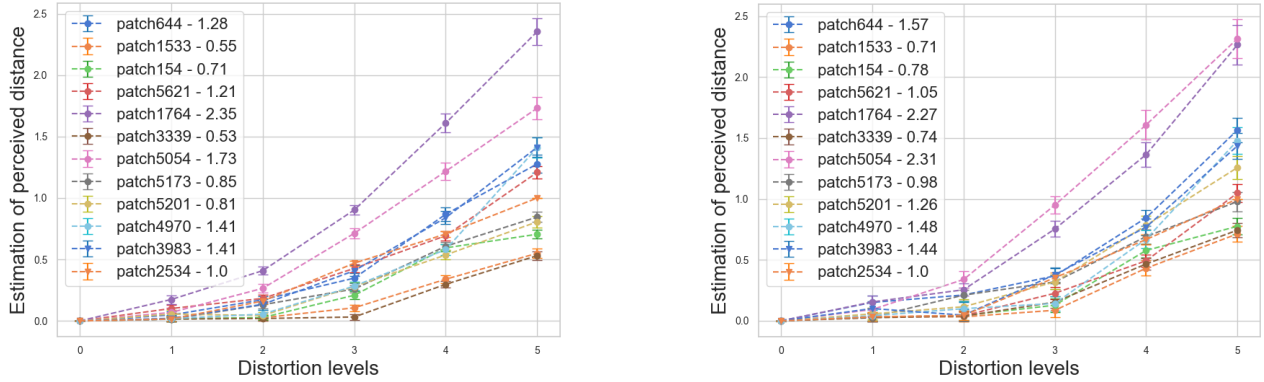 Estimation of perceived distance
2.5
2.0
1.5
1.0
0.5
0.0
patch644 - 1.28
patch1533 - 0.55
patch154 - 0.71
patch5621 - 1.21
patch1764 - 2.35
patch3339 - 0.53
patch5054 - 1.73
patch5173 - 0.85
patch5201 - 0.81
patch4970 - 1.41
patch3983 - 1.41
patch2534 - 1.0
0 1 2 3 4 5
Distortion levels
Estimation of perceived distance
2.5
2.0
1.5
1.0
0.5
0.0
patch644 - 1.57
patch1533 - 0.71
patch154 - 0.78
patch5621 - 1.05
patch1764 - 2.27
patch3339 - 0.74
patch5054 - 2.31
patch5173 - 0.98
patch5201 - 1.26
patch4970 - 1.48
patch3983 - 1.44
patch2534 - 1.0
0 1 2 3 4 5
Distortion levels